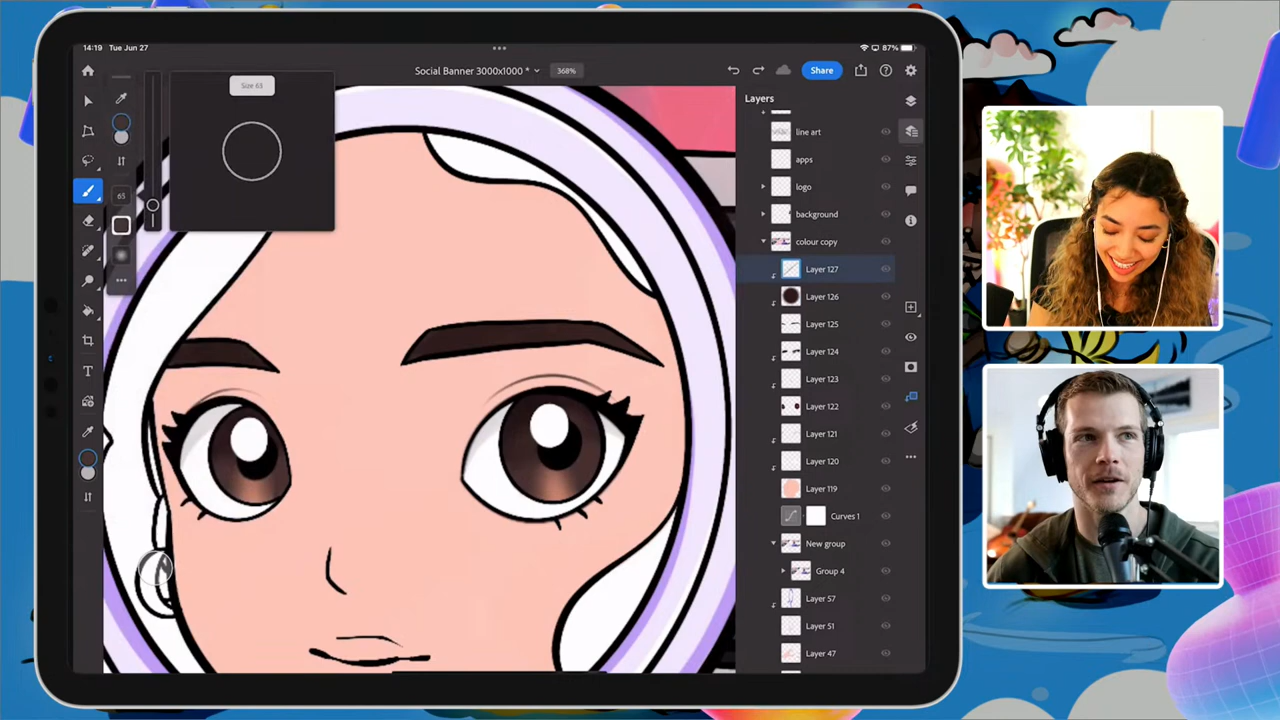 14:19 Tue Jun 27
87%
Social Banner 3000x1000 * 368%
Share
Size 63
65
T
Layers
line art
apps
logo
background
colour copy
Layer 127
Layer 126
Layer 125
Layer 124
Layer 123
Layer 122
Layer 121
Layer 120
Layer 119
Curves 1
New group
Group 4
Layer 57
Layer 51
Layer 47